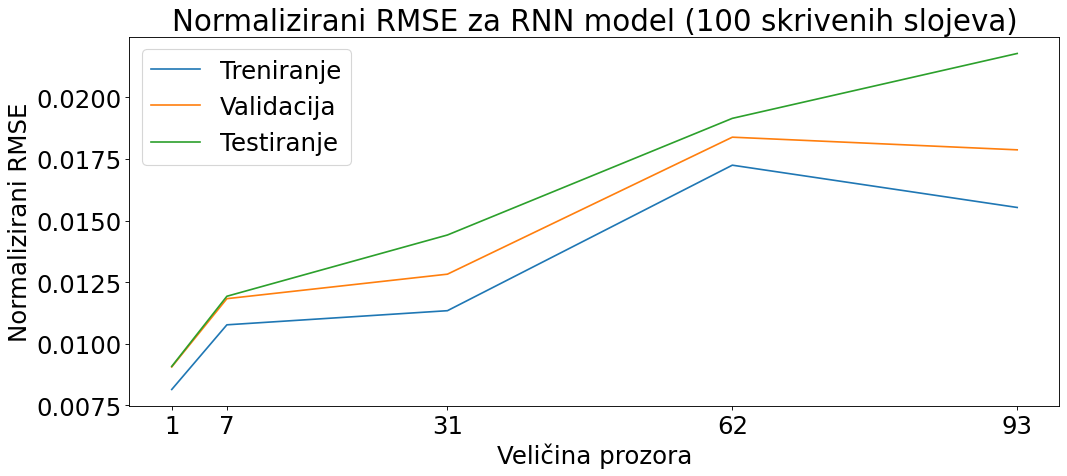 Normalizirani RMSE za RNN model (100 skrivenih slojeva)
Treniranje
Validacija
Testiranje
Normalizirani RMSE
0.0200
0.0175
0.0150
0.0125
0.0100
0.0075
1 7 31 62 93
Veličina prozora